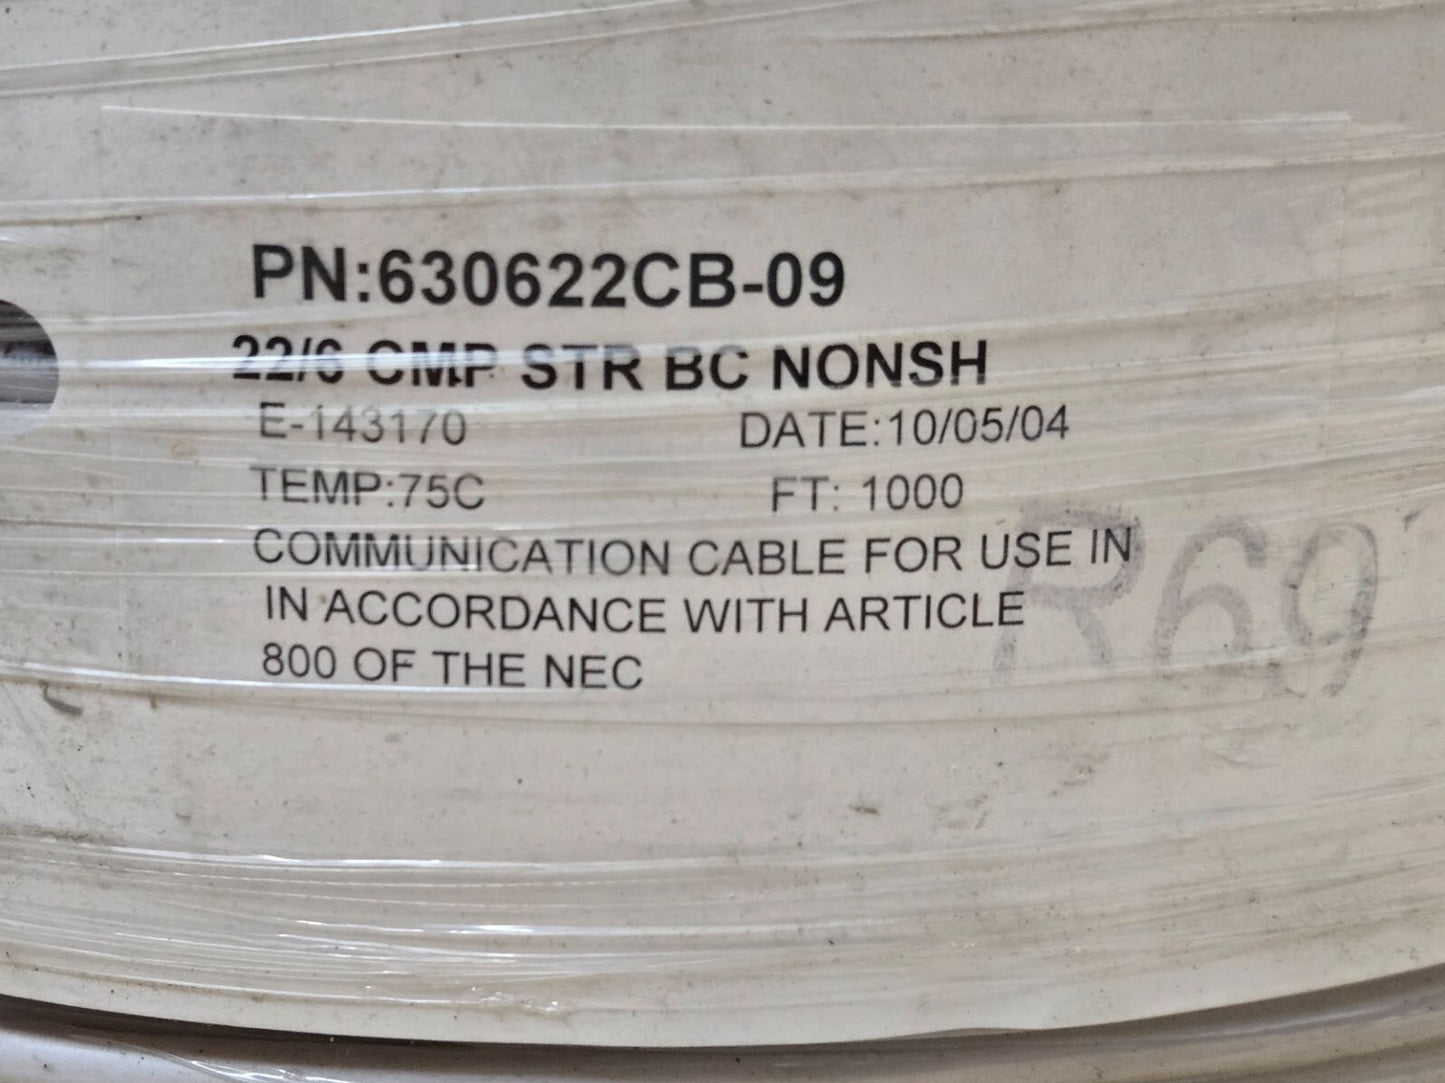 PN:630622CB-09
22/6 CMP STR BC NONSH
E-143170 DATE:10/05/04
TEMP:75C FT: 1000
COMMUNICATION CABLE FOR USE IN
IN ACCORDANCE WITH ARTICLE
800 OF THE NEC
R69'